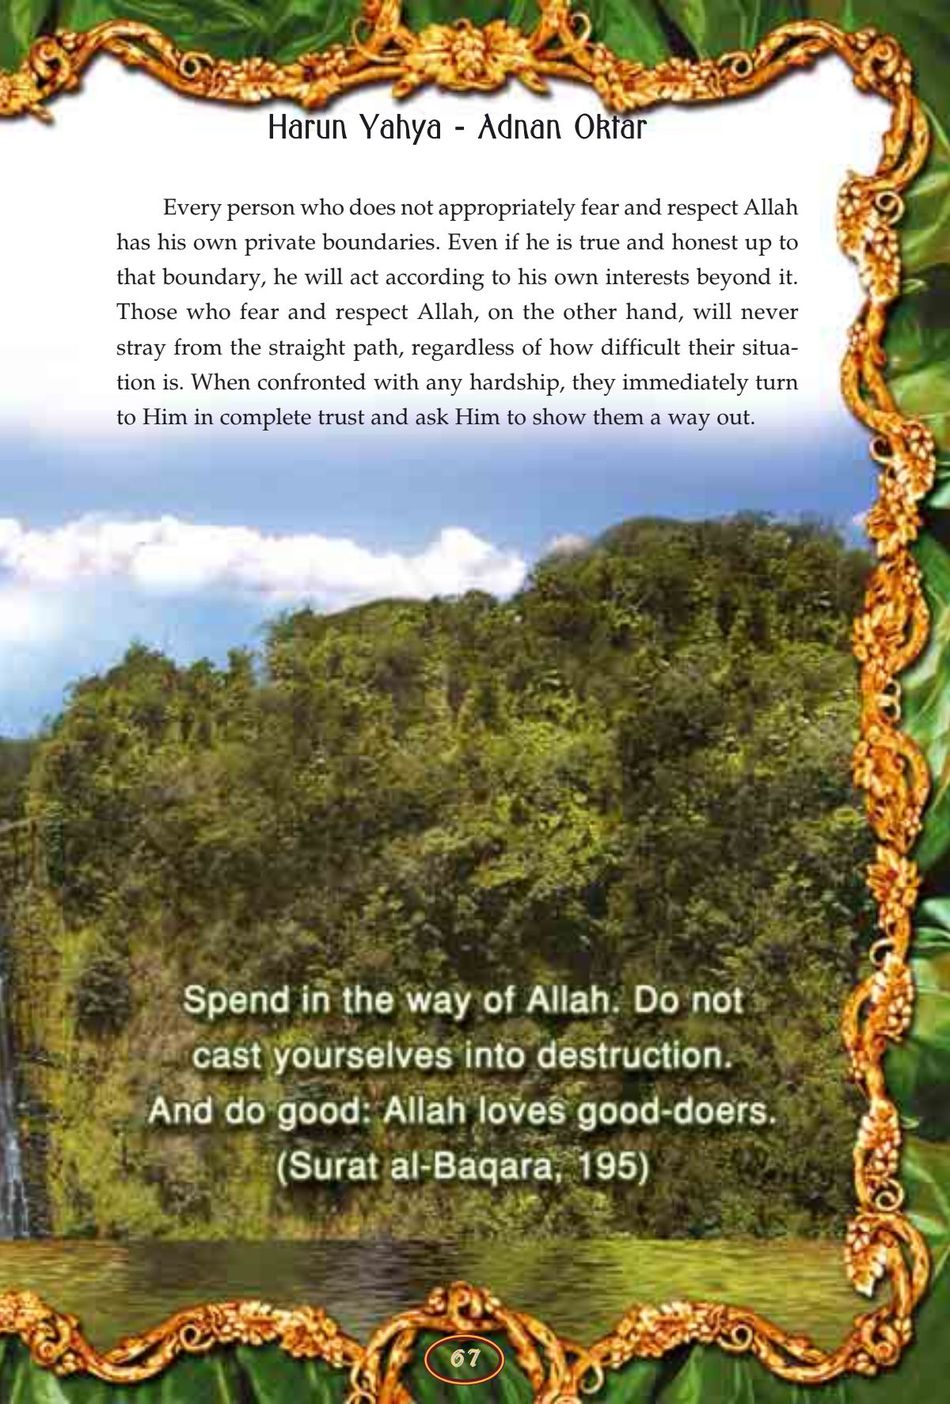 Harun Yahya - Adnan Oktar
Every person who does not appropriately fear and respect Allah
has his own private boundaries. Even if he is true and honest up to
that boundary, he will act according to his own interests beyond it.
Those who fear and respect Allah, on the other hand, will never
stray from the straight path, regardless of how difficult their situa-
tion is. When confronted with any hardship, they immediately turn
to Him in complete trust and ask Him to show them a way out.
Spend in the way of Allah. Do not
cast yourselves into destruction.
And do good: Allah loves good-doers.
(Surat al-Baqara, 195)
67